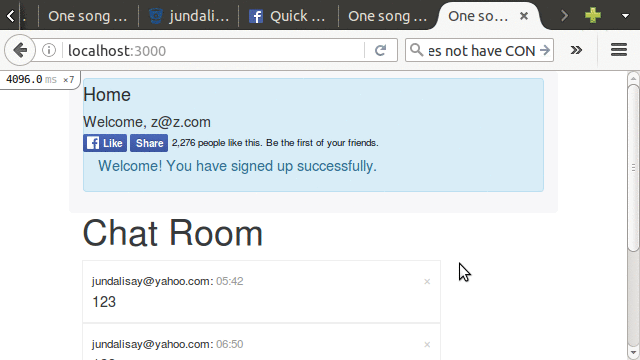 One song ...
jundali...
Quick ...
One song ...
One so... ×
localhost:3000
es not have CON
4096.0 ms ×7
Home
Welcome, z@z.com
Like Share 2,276 people like this. Be the first of your friends.
Welcome! You have signed up successfully.
Chat Room
jundalisay@yahoo.com: 05:42 ×
123
jundalisay@yahoo.com: 06:50 ×